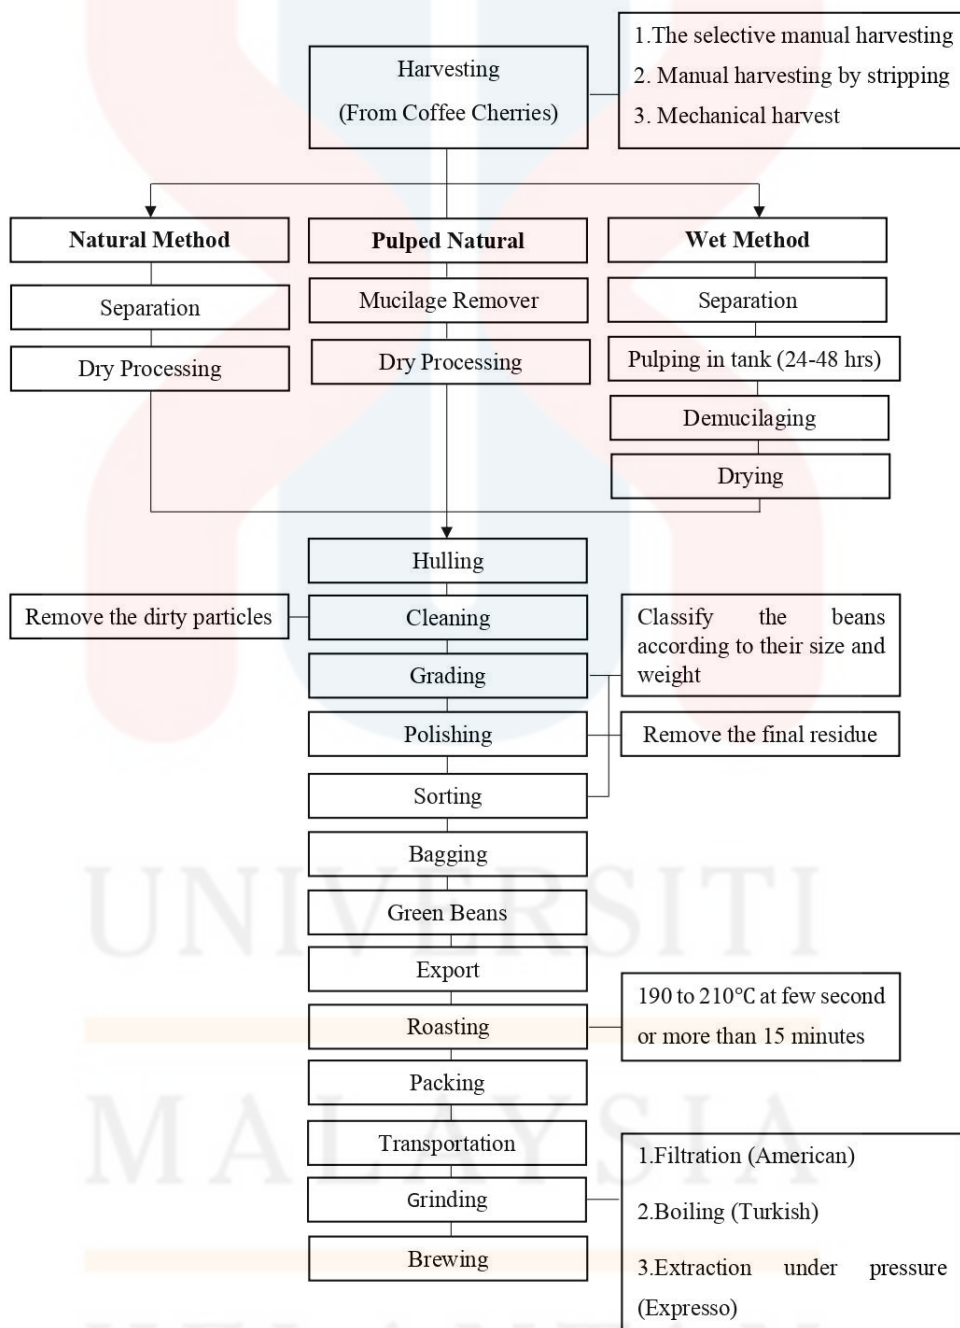 Harvesting
(From Coffee Cherries)
1.The selective manual harvesting
2. Manual harvesting by stripping
3. Mechanical harvest
Natural Method
Separation
Dry Processing
Pulped Natural
Mucilage Remover
Dry Processing
Wet Method
Separation
Pulping in tank (24-48 hrs)
Demucilaging
Drying
Hulling
Remove the dirty particles
Cleaning
Classify the beans
according to their size and
weight
Grading
Polishing
Remove the final residue
Sorting
Bagging
Green Beans
Export
Roasting
190 to 210°C at few second
or more than 15 minutes
Packing
Transportation
Grinding
1.Filtration (American)
2.Boiling (Turkish)
3.Extraction under pressure
(Expresso)
Brewing
UNIVERSITI
MALAYSIA
KELANTAN